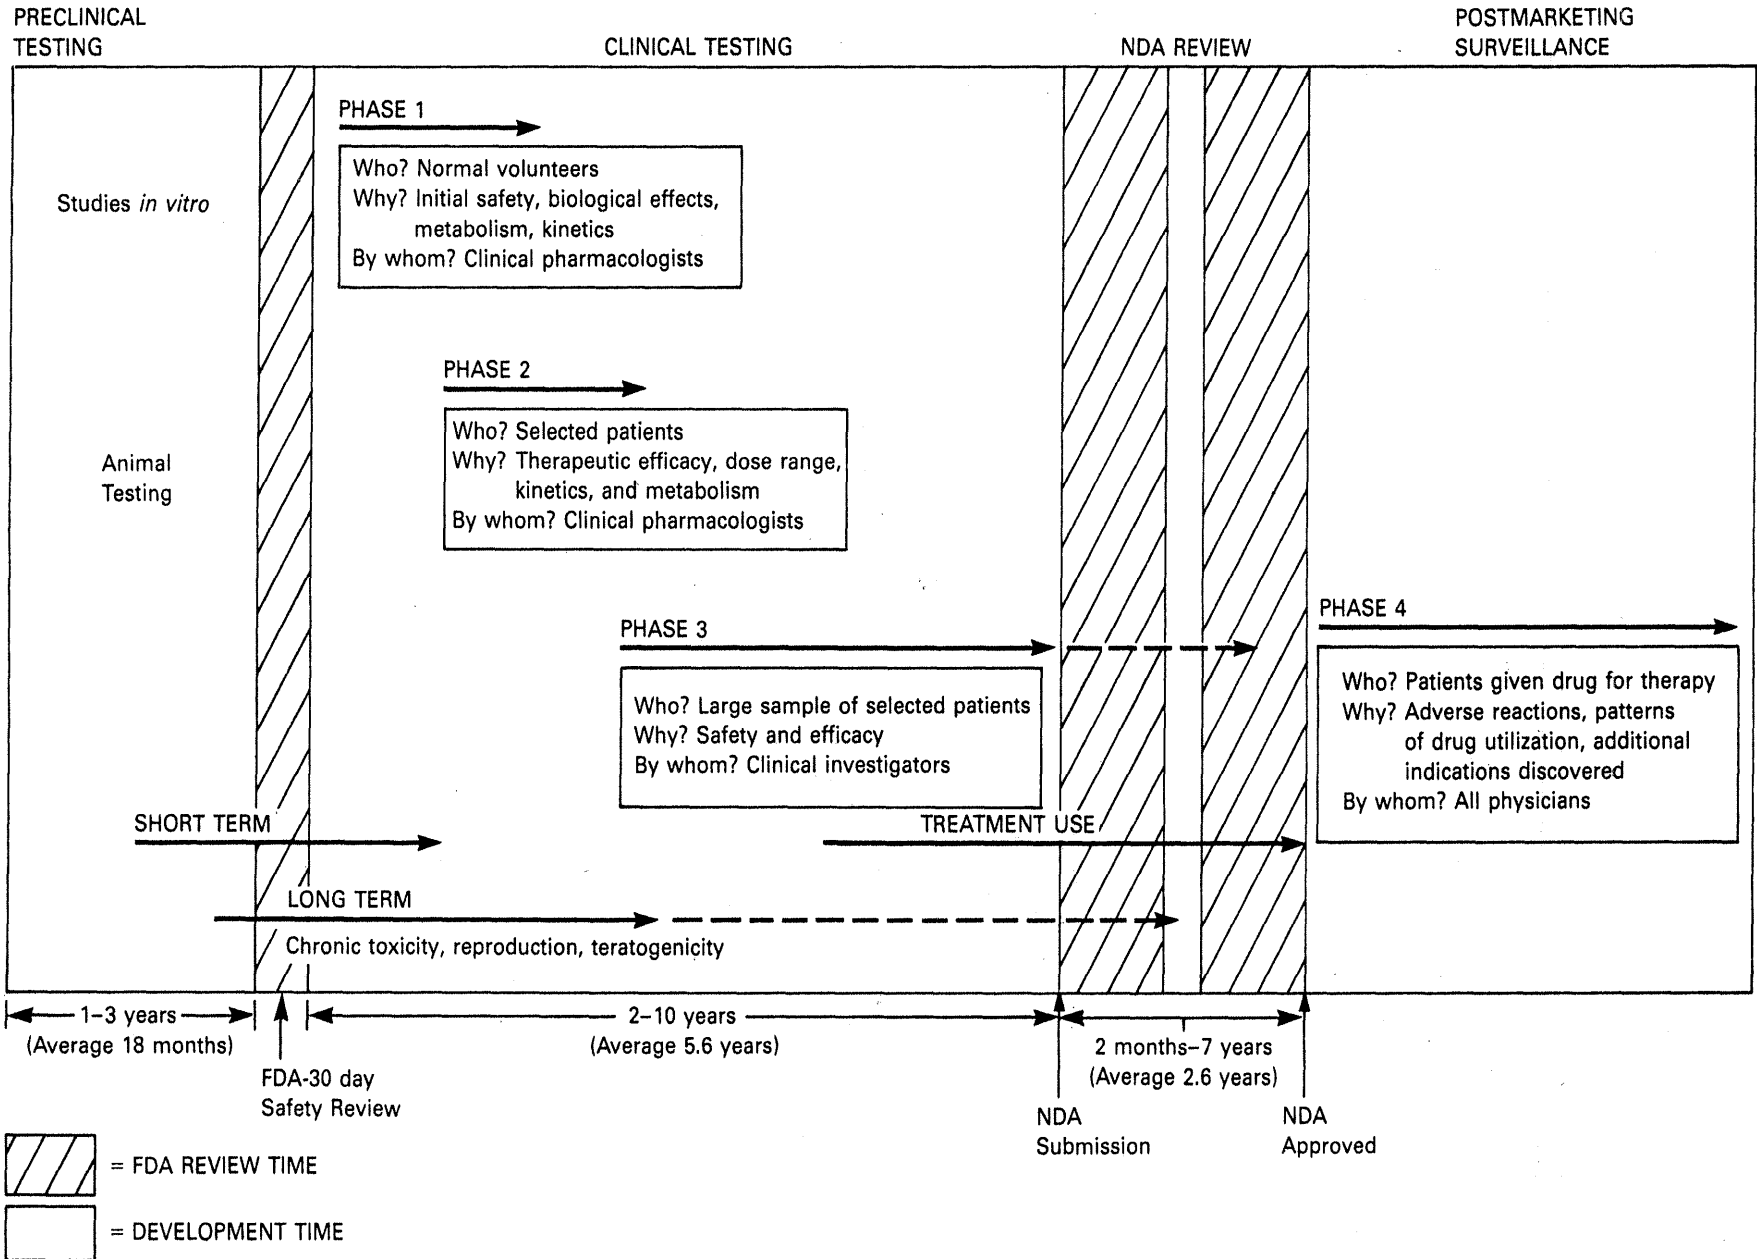 PRECLINICAL
TESTING
CLINICAL TESTING
NDA REVIEW
POSTMARKETING
SURVEILLANCE
PHASE 1
Who? Normal volunteers
Why? Initial safety, biological effects,
metabolism, kinetics
By whom? Clinical pharmacologists
Studies in vitro
PHASE 2
Who? Selected patients
Why? Therapeutic efficacy, dose range,
kinetics, and metabolism
By whom? Clinical pharmacologists
Animal
Testing
PHASE 3
Who? Large sample of selected patients
Why? Safety and efficacy
By whom? Clinical investigators
PHASE 4
Who? Patients given drug for therapy
Why? Adverse reactions, patterns
of drug utilization, additional
indications discovered
By whom? All physicians
SHORT TERM
TREATMENT USE
LONG TERM
Chronic toxicity, reproduction, teratogenicity
1–3 years
(Average 18 months)
2–10 years
(Average 5.6 years)
2 months–7 years
(Average 2.6 years)
FDA-30 day
Safety Review
NDA
Submission
NDA
Approved
= FDA REVIEW TIME
= DEVELOPMENT TIME